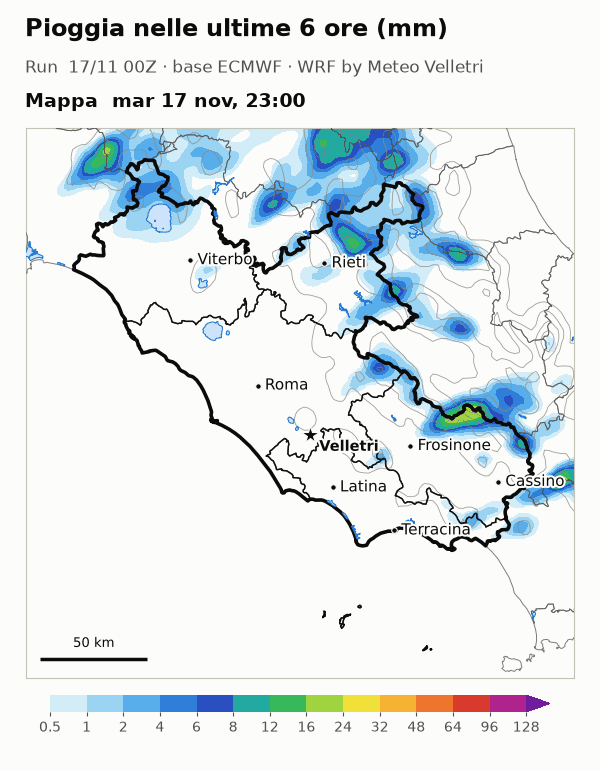 Pioggia nelle ultime 6 ore (mm)
Run  17/11 00Z · base ECMWF · WRF by Meteo Velletri
Mappa  mar 17 nov, 23:00
Viterbo
Rieti
Roma
Velletri
Frosinone
Latina
Cassino
Terracina
50 km
0.5 1 2 4 6 8 12 16 24 32 48 64 96 128